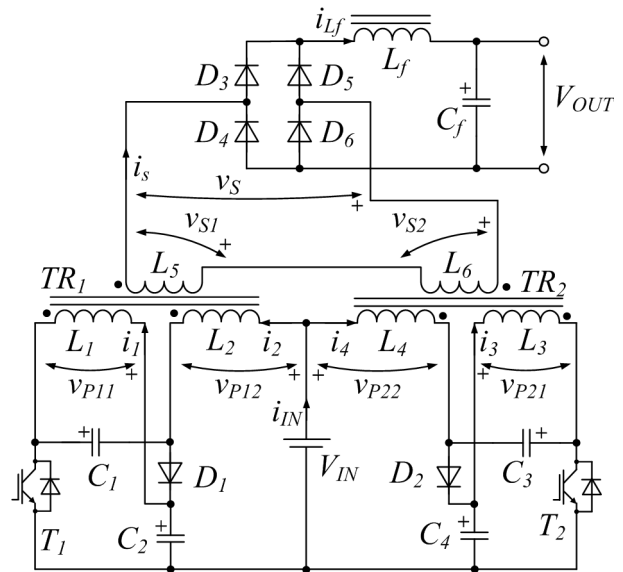 i_Lf
L_f
D_3 D_5
D_4 D_6
C_f +
V_OUT
i_s
v_S +
v_S1 + v_S2 +
L_5 L_6
TR_1 TR_2
L_1 i_1 L_2 i_2 i_4 L_4 i_3 L_3
v_P11 + v_P12 + + v_P22 + v_P21
i_IN
+ C_1 D_1 V_IN D_2 C_3 +
T_1 C_2 + C_4 + T_2